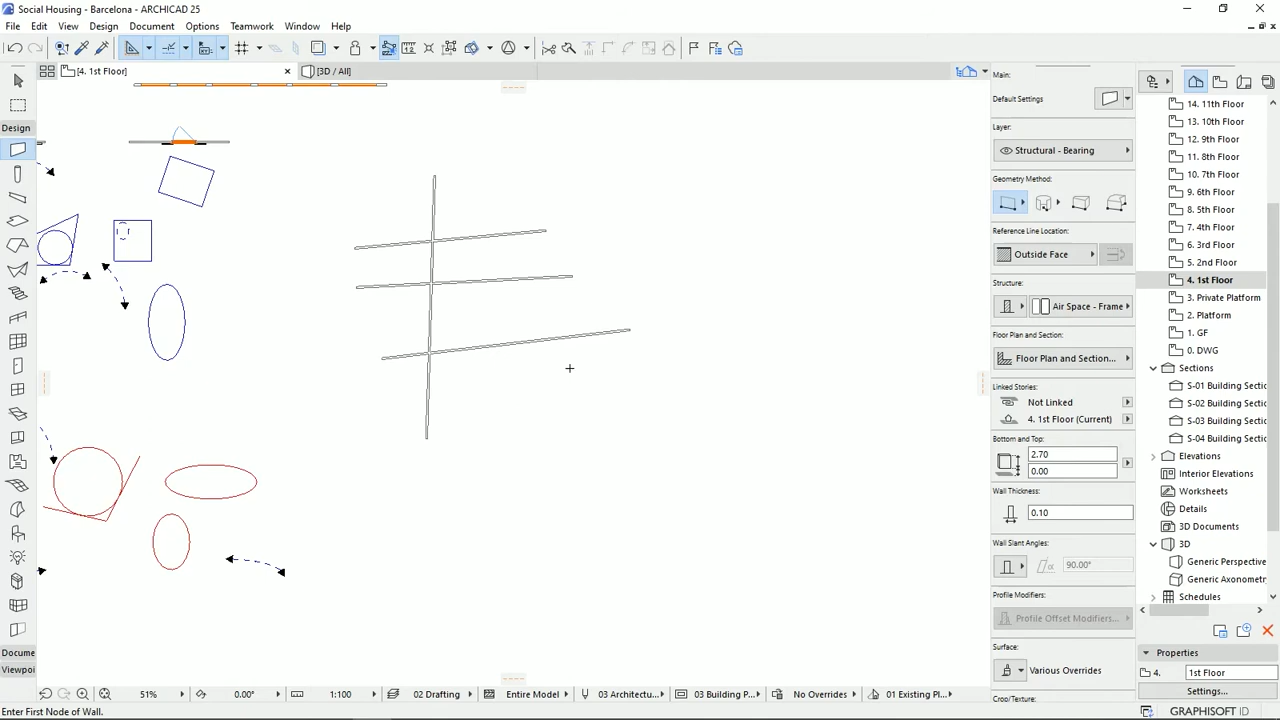 Social Housing - Barcelona - ARCHICAD 25
File Edit View Design Document Options Teamwork Window Help
[4. 1st Floor]
[3D / All]
Design
Docume
Viewpoi
Main:
Default Settings
Layer:
Structural - Bearing
Geometry Method:
Reference Line Location:
Outside Face
Structure:
Air Space - Frame
Floor Plan and Section:
Floor Plan and Section...
Linked Stories:
Not Linked
4. 1st Floor (Current)
Bottom and Top:
2.70
0.00
Wall Thickness:
0.10
Wall Slant Angles:
90.00°
Profile Modifiers:
Profile Offset Modifiers...
Surface:
Various Overrides
Crop/Texture:
14. 11th Floor
13. 10th Floor
12. 9th Floor
11. 8th Floor
10. 7th Floor
9. 6th Floor
8. 5th Floor
7. 4th Floor
6. 3rd Floor
5. 2nd Floor
4. 1st Floor
3. Private Platform
2. Platform
1. GF
0. DWG
Sections
S-01 Building Sectic
S-02 Building Sectic
S-03 Building Sectic
S-04 Building Sectic
Elevations
Interior Elevations
Worksheets
Details
3D Documents
3D
Generic Perspective
Generic Axonometry
Schedules
Properties
4. 1st Floor
Settings...
51% 0.00° 1:100 02 Drafting Entire Model 03 Architectu... 03 Building P... No Overrides 01 Existing Pl...
Enter First Node of Wall.
GRAPHISOFT ID